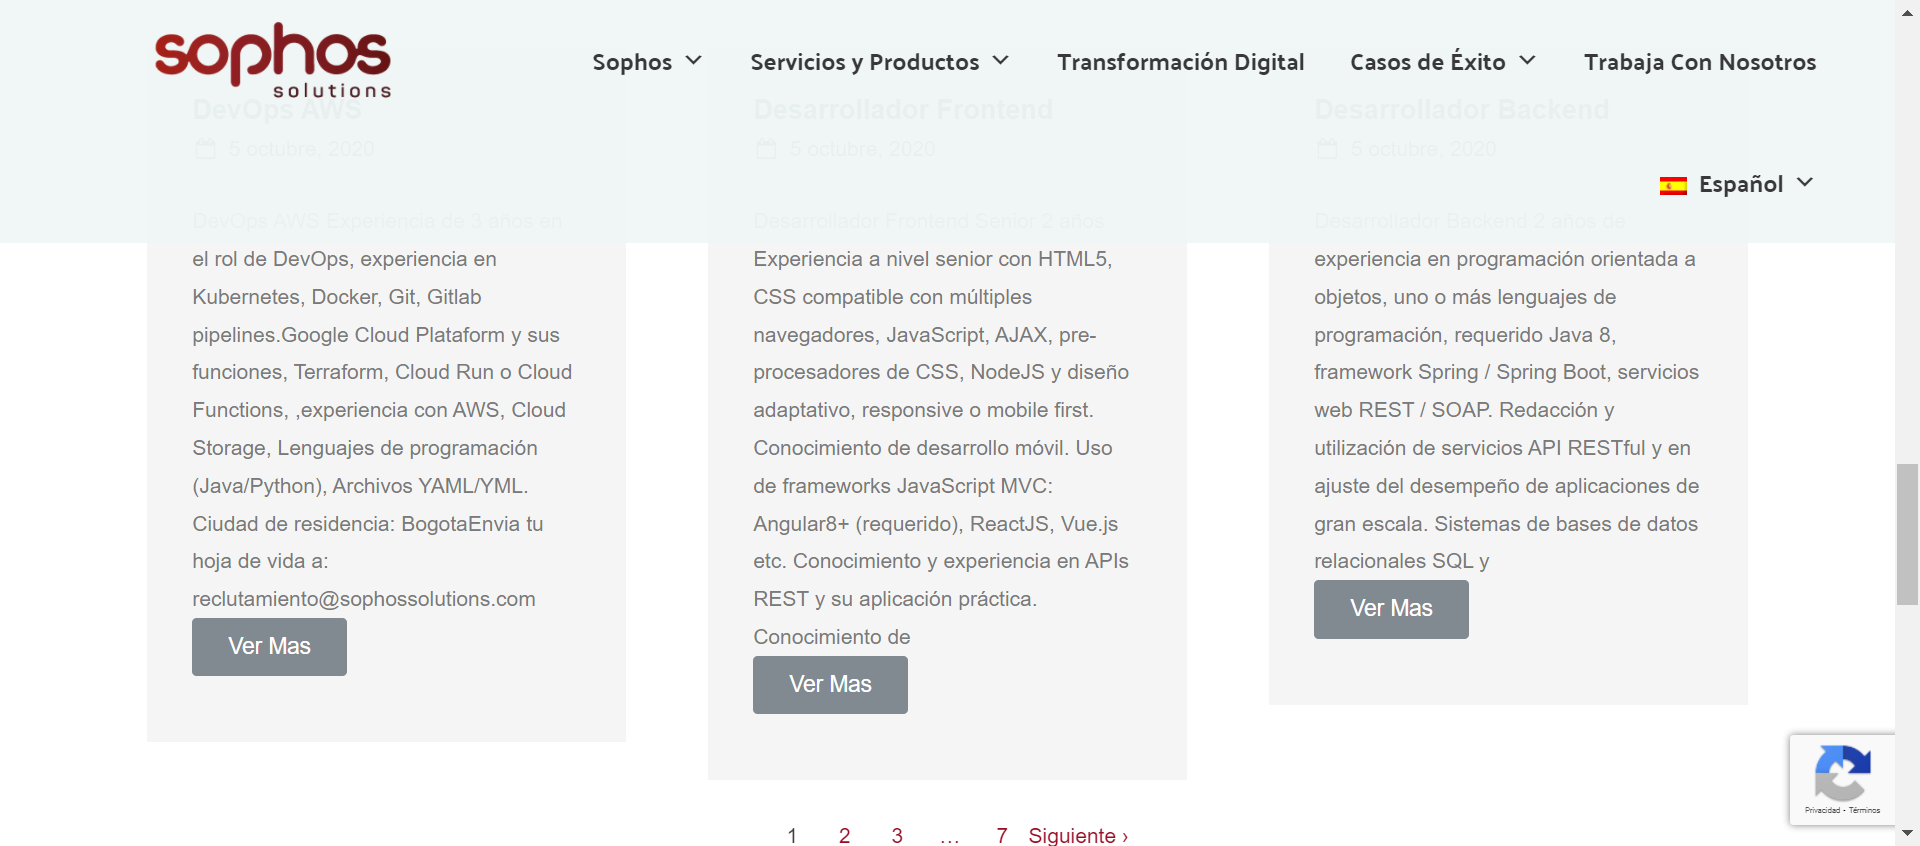 sophos
solutions
Sophos
Servicios y Productos
Transformación Digital
Casos de Éxito
Trabaja Con Nosotros
Español
DevOps AWS
5 octubre, 2020
DevOps AWS Experiencia de 3 años en
el rol de DevOps, experiencia en
Kubernetes, Docker, Git, Gitlab
pipelines.Google Cloud Plataform y sus
funciones, Terraform, Cloud Run o Cloud
Functions, ,experiencia con AWS, Cloud
Storage, Lenguajes de programación
(Java/Python), Archivos YAML/YML.
Ciudad de residencia: BogotaEnvia tu
hoja de vida a:
reclutamiento@sophossolutions.com
Ver Mas
Desarrollador Frontend
5 octubre, 2020
Desarrollador Frontend Senior 2 años
Experiencia a nivel senior con HTML5,
CSS compatible con múltiples
navegadores, JavaScript, AJAX, pre-
procesadores de CSS, NodeJS y diseño
adaptativo, responsive o mobile first.
Conocimiento de desarrollo móvil. Uso
de frameworks JavaScript MVC:
Angular8+ (requerido), ReactJS, Vue.js
etc. Conocimiento y experiencia en APIs
REST y su aplicación práctica.
Conocimiento de
Ver Mas
Desarrollador Backend
5 octubre, 2020
Desarrollador Backend 2 años de
experiencia en programación orientada a
objetos, uno o más lenguajes de
programación, requerido Java 8,
framework Spring / Spring Boot, servicios
web REST / SOAP. Redacción y
utilización de servicios API RESTful y en
ajuste del desempeño de aplicaciones de
gran escala. Sistemas de bases de datos
relacionales SQL y
Ver Mas
1 2 3 … 7 Siguiente ›
Privacidad - Términos